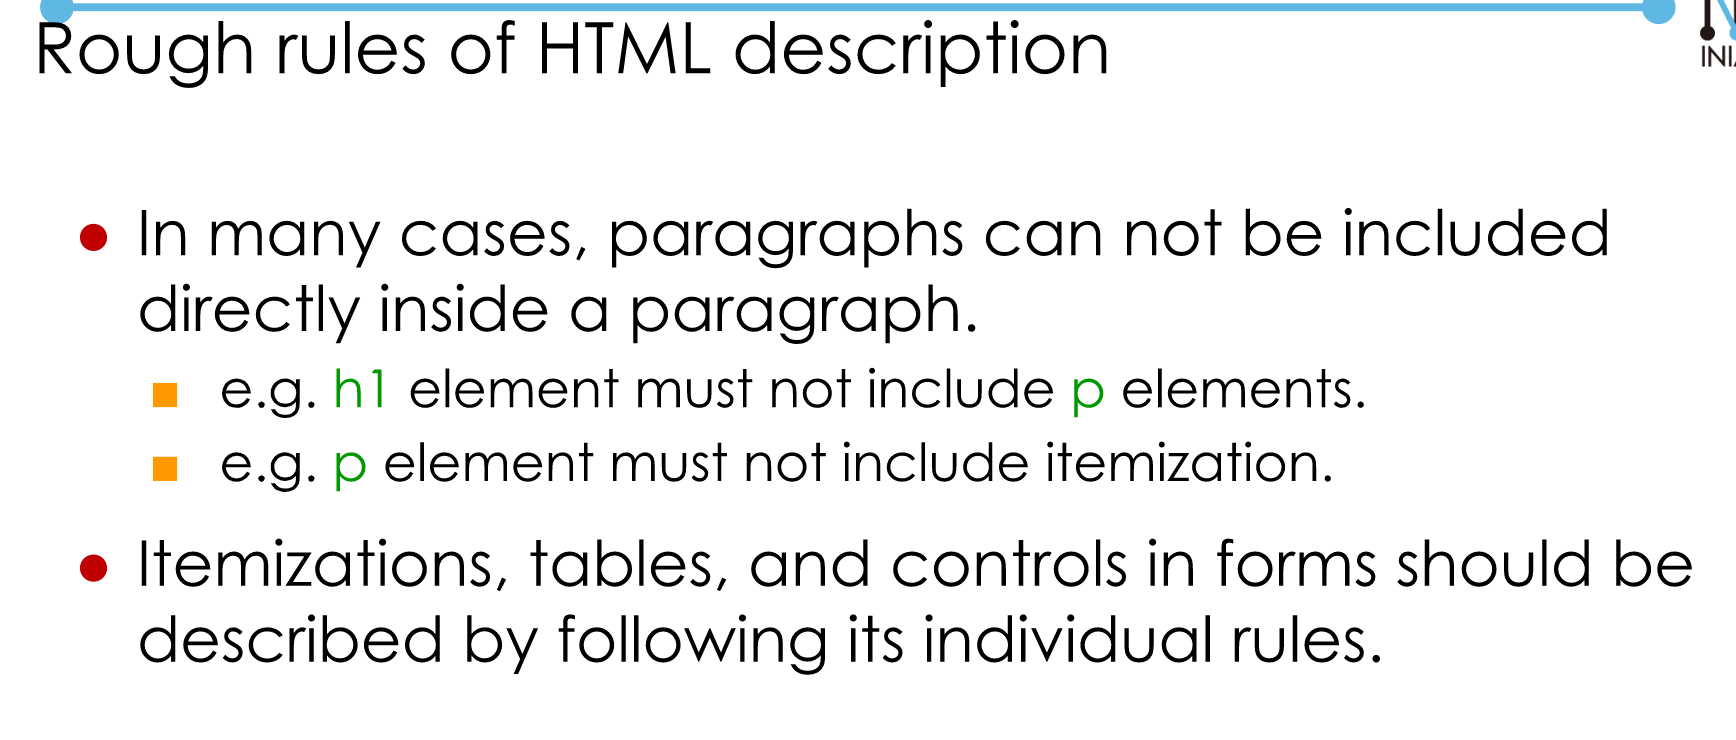 Rough rules of HTML description
In many cases, paragraphs can not be included
directly inside a paragraph.
e.g. h1 element must not include p elements.
e.g. p element must not include itemization.
Itemizations, tables, and controls in forms should be
described by following its individual rules.